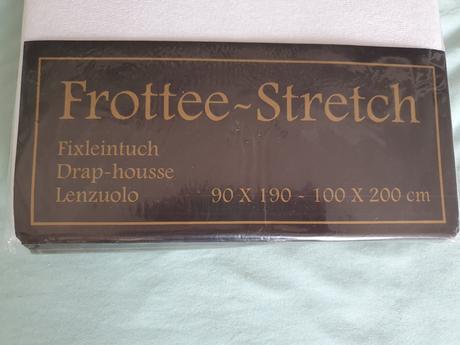 Frottee~Stretch
Fixleintuch
Drap-housse
Lenzuolo 90 X 190 - 100 X 200 cm